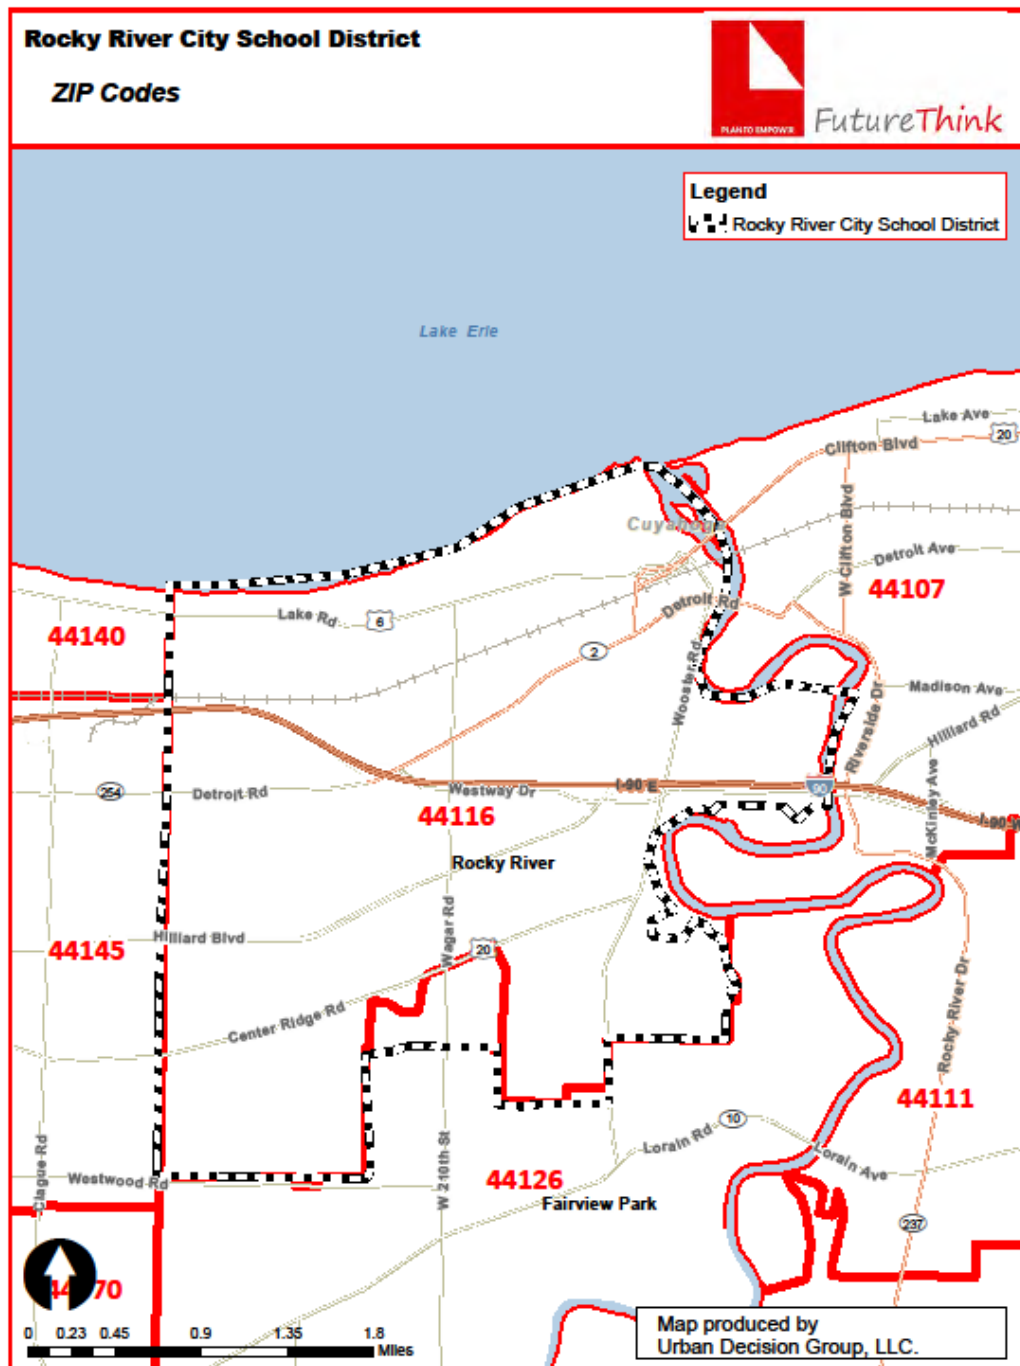 Rocky River City School District
ZIP Codes
PLAN TO EMPOWER
FutureThink
Legend
Rocky River City School District
Lake Erie
Lake Ave
20
Clifton Blvd
Cuyahoga
W Clifton Blvd
Detroit Ave
44107
Detroit Rd
Lake Rd
6
44140
2
Wooster Rd
Madison Ave
Riverside Dr
Hilliard Rd
254
Detroit Rd
Westway Dr
I-90 E
90
McKinley Ave
I-90 W
44116
Rocky River
Wagar Rd
Hilliard Blvd
44145
20
Center Ridge Rd
Rocky River Dr
44111
10
Lorain Rd
Lorain Ave
Clague Rd
Westwood Rd
W 210th St
44126
Fairview Park
237
0 0.23 0.45 0.9 1.35 1.8
Miles
Map produced by
Urban Decision Group, LLC.